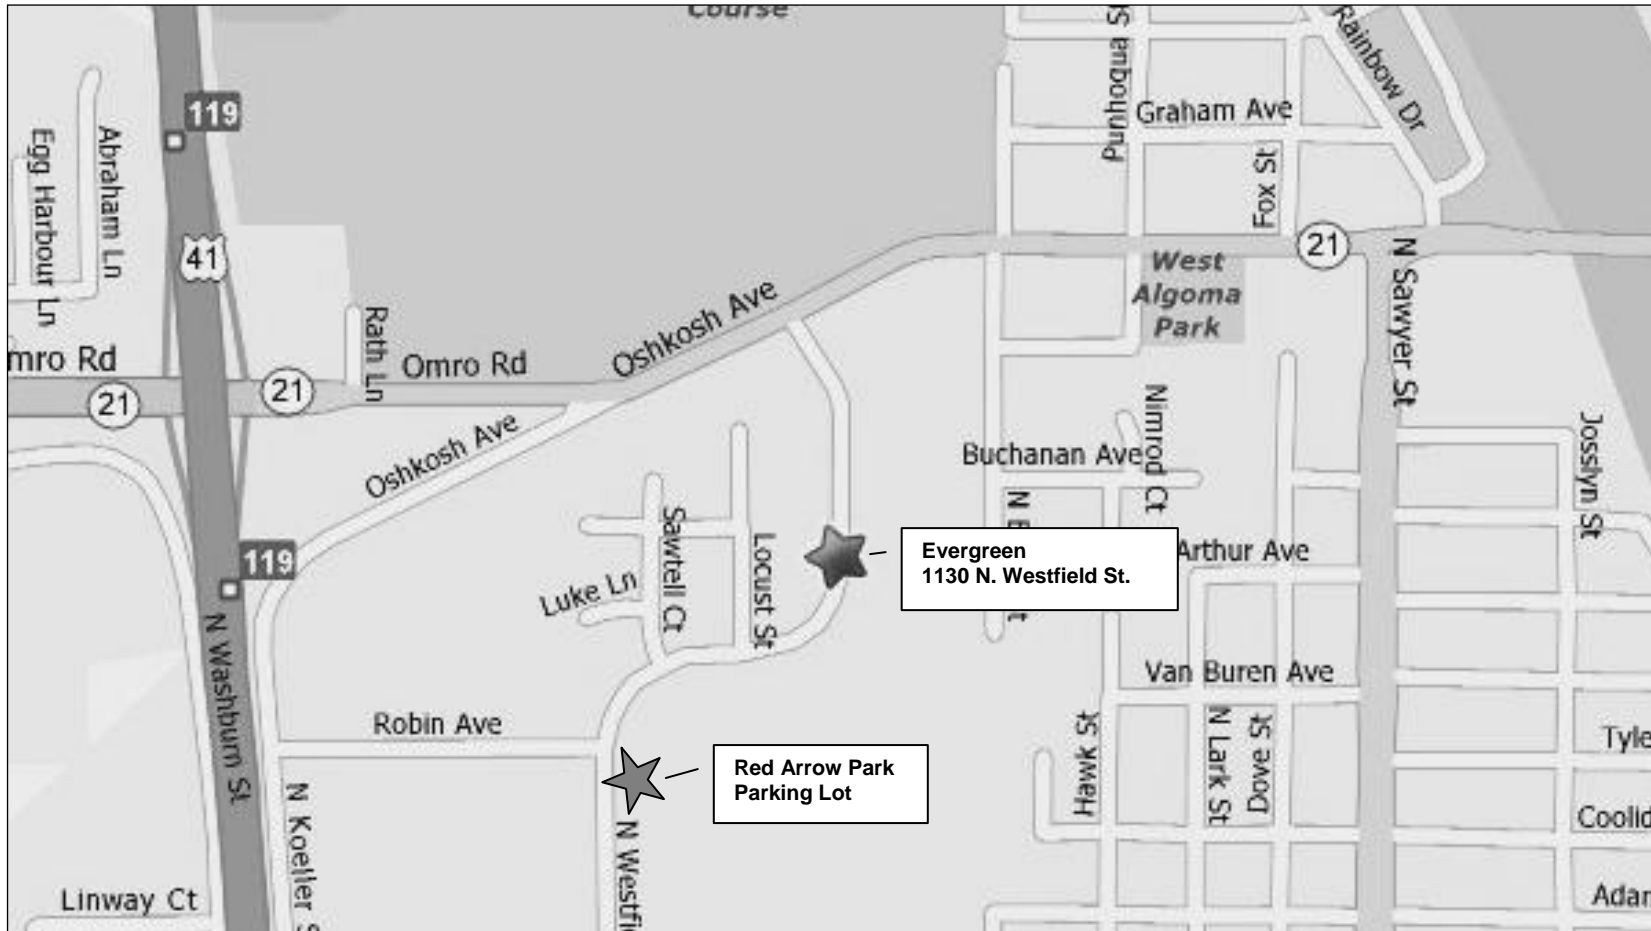 Course
Punhoqua St
Rainbow Dr
119
Graham Ave
Egg Harbour Ln
Abraham Ln
Fox St
41
21
N Sawyer St
West
Algoma
Park
Oshkosh Ave
Rath Ln
mro Rd
Omro Rd
21
21
Oshkosh Ave
Nimrod Ct
Josslyn St
Buchanan Ave
N E
t
Sawtell Ct
Locust St
119
Evergreen
1130 N. Westfield St.
Arthur Ave
Luke Ln
N Washburn St
Van Buren Ave
Robin Ave
Hawk St
N Lark St
Dove St
Tyle
Red Arrow Park
Parking Lot
N Koeller S
N Westfi
Coolid
Linway Ct
Adar